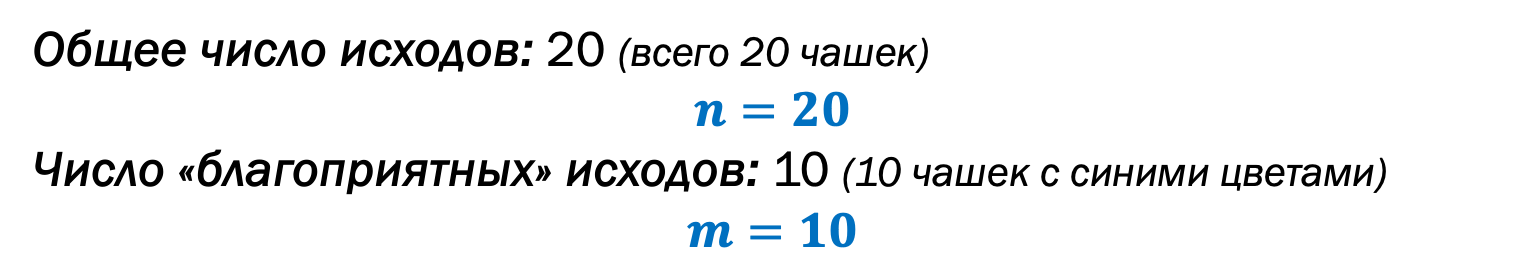 Общее число исходов: 20 (всего 20 чашек)
n = 20
Число «благоприятных» исходов: 10 (10 чашек с синими цветами)
m = 10